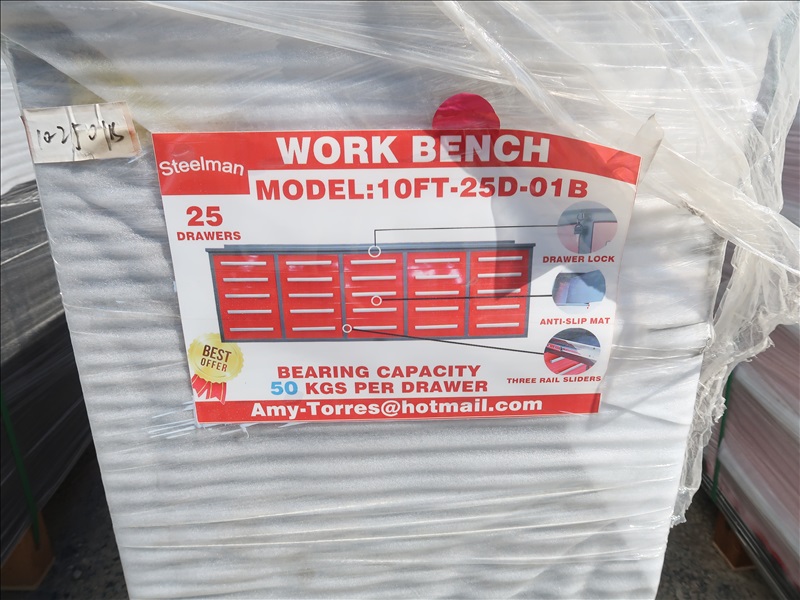 Steelman
WORK BENCH
MODEL:10FT-25D-01B
25
DRAWERS
DRAWER LOCK
ANTI-SLIP MAT
THREE RAIL SLIDERS
BEST
OFFER
BEARING CAPACITY
50 KGS PER DRAWER
Amy-Torres@hotmail.com